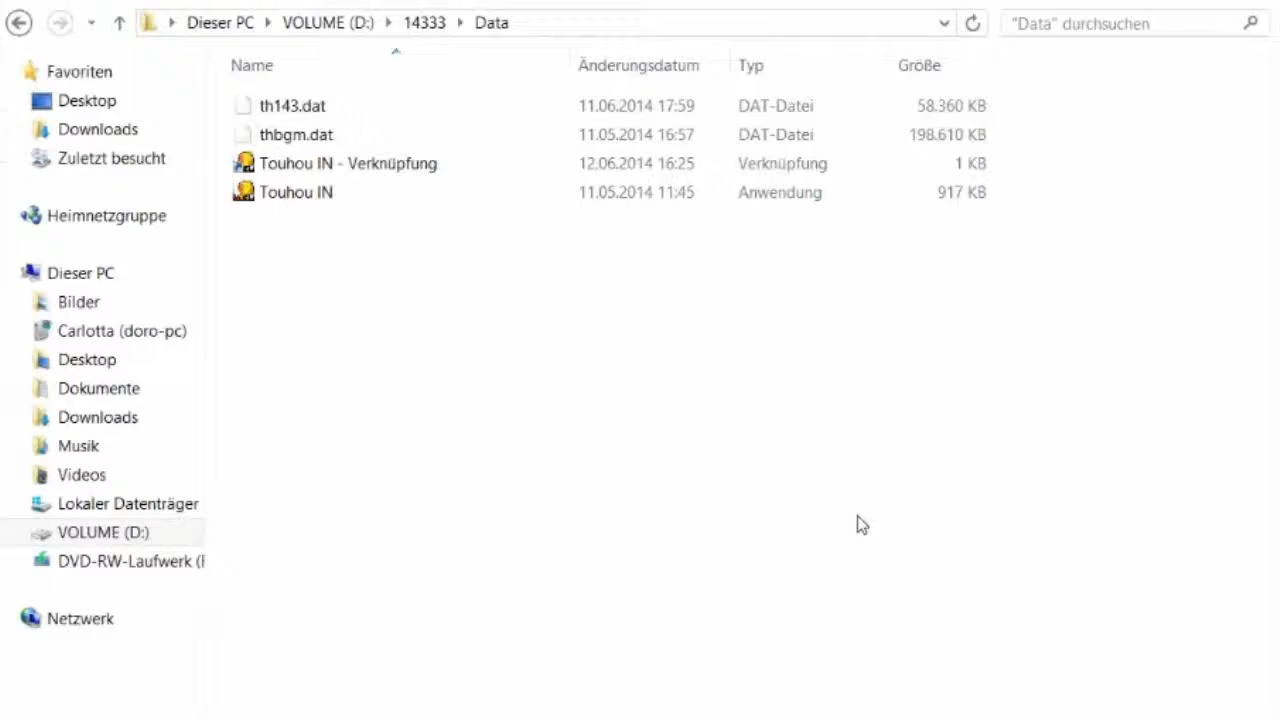 Dieser PC VOLUME (D:) 14333 Data
"Data" durchsuchen
Favoriten
Desktop
Downloads
Zuletzt besucht
Heimnetzgruppe
Dieser PC
Bilder
Carlotta (doro-pc)
Desktop
Dokumente
Downloads
Musik
Videos
Lokaler Datenträger
VOLUME (D:)
DVD-RW-Laufwerk (
Netzwerk
Name Änderungsdatum Typ Größe
th143.dat 11.06.2014 17:59 DAT-Datei 58.360 KB
thbgm.dat 11.05.2014 16:57 DAT-Datei 198.610 KB
Touhou IN - Verknüpfung 12.06.2014 16:25 Verknüpfung 1 KB
Touhou IN 11.05.2014 11:45 Anwendung 917 KB